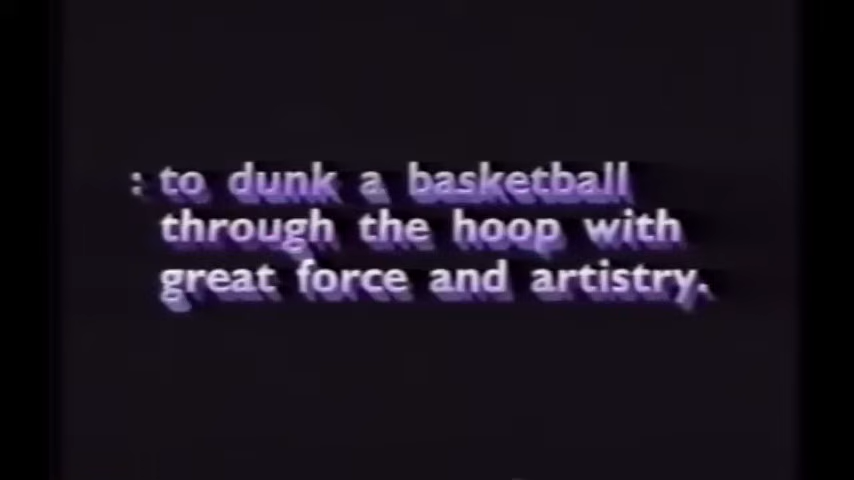 : to dunk a basketball
through the hoop with
great force and artistry.